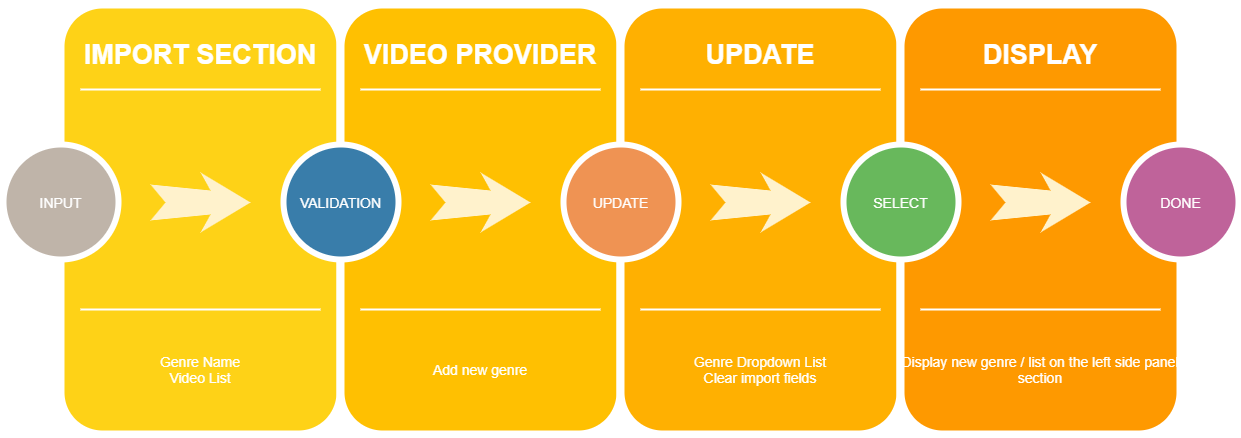 IMPORT SECTION
VIDEO PROVIDER
UPDATE
DISPLAY
INPUT
VALIDATION
UPDATE
SELECT
DONE
Genre Name
Video List
Add new genre
Genre Dropdown List
Clear import fields
Display new genre / list on the left side panel
section